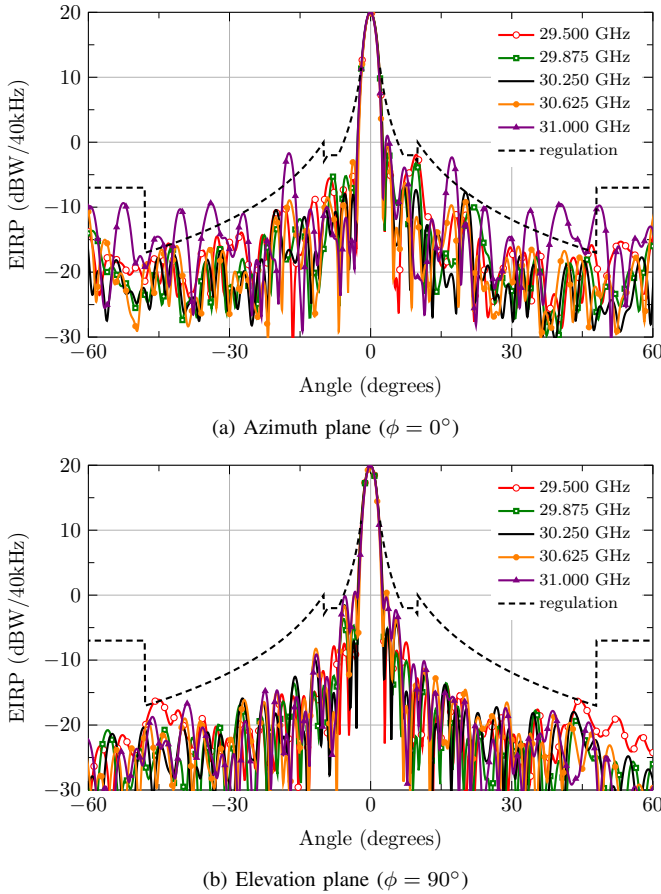 20
10
0
−10
−20
−30
−60
−30
0
30
60
EIRP (dBW/40kHz)
Angle (degrees)
29.500 GHz
29.875 GHz
30.250 GHz
30.625 GHz
31.000 GHz
regulation
(a) Azimuth plane (ϕ = 0°)
20
10
0
−10
−20
−30
−60
−30
0
30
60
EIRP (dBW/40kHz)
Angle (degrees)
29.500 GHz
29.875 GHz
30.250 GHz
30.625 GHz
31.000 GHz
regulation
(b) Elevation plane (ϕ = 90°)